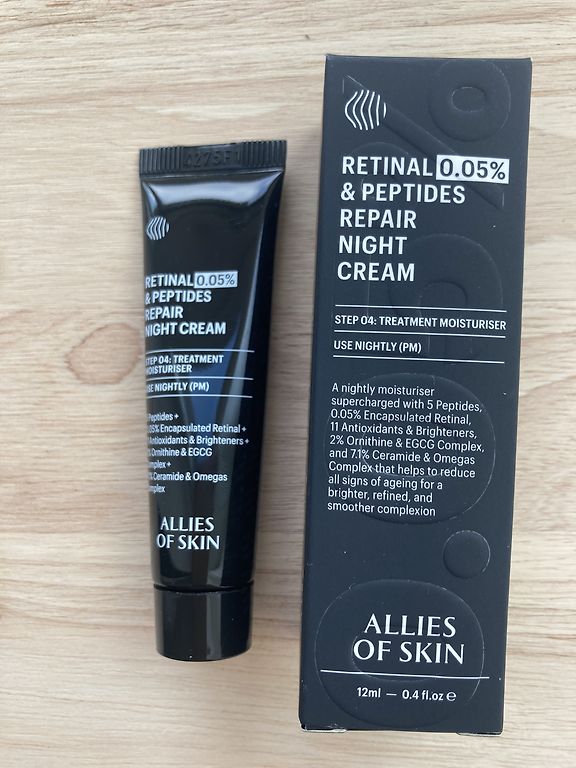 4275F1
RETINAL 0.05%
& PEPTIDES
REPAIR
NIGHT CREAM
STEP 04: TREATMENT
MOISTURISER
USE NIGHTLY (PM)
Peptides +
.05% Encapsulated Retinal +
Antioxidants & Brighteners +
Ornithine & EGCG
mplex +
% Ceramide & Omegas
mplex
ALLIES
OF SKIN
RETINAL 0.05%
& PEPTIDES
REPAIR
NIGHT
CREAM
STEP 04: TREATMENT MOISTURISER
USE NIGHTLY (PM)
A nightly moisturiser
supercharged with 5 Peptides,
0.05% Encapsulated Retinal,
11 Antioxidants & Brighteners,
2% Ornithine & EGCG Complex,
and 7.1% Ceramide & Omegas
Complex that helps to reduce
all signs of ageing for a
brighter, refined, and
smoother complexion
ALLIES
OF SKIN
12ml — 0.4 fl.oz ℮